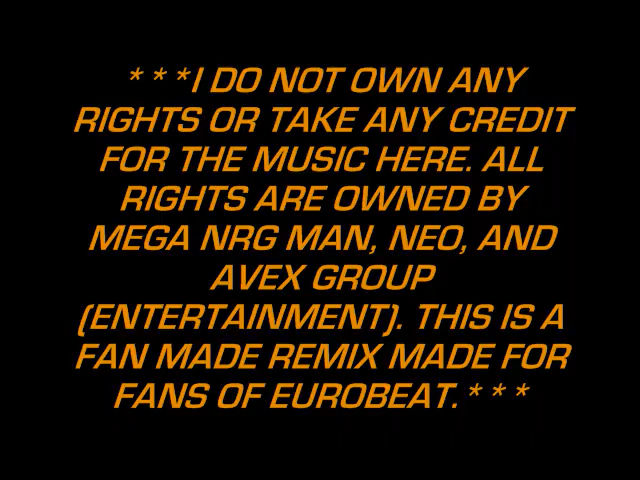 ***I DO NOT OWN ANY
RIGHTS OR TAKE ANY CREDIT
FOR THE MUSIC HERE. ALL
RIGHTS ARE OWNED BY
MEGA NRG MAN, NEO, AND
AVEX GROUP
(ENTERTAINMENT). THIS IS A
FAN MADE REMIX MADE FOR
FANS OF EUROBEAT.***